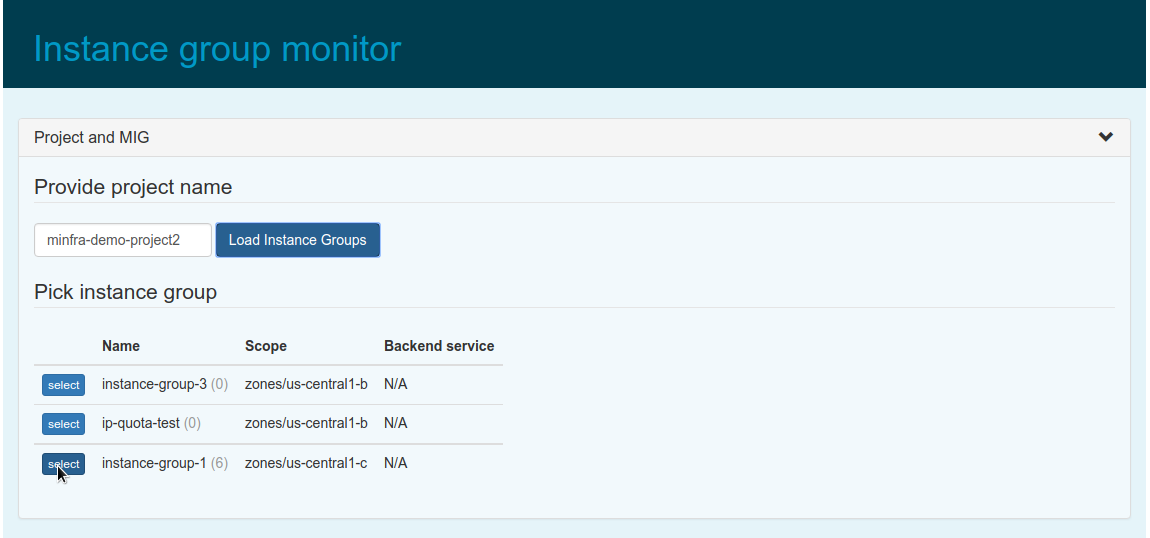 Instance group monitor
Project and MIG
Provide project name
minfra-demo-project2 Load Instance Groups
Pick instance group
Name Scope Backend service
select instance-group-3 (0) zones/us-central1-b N/A
select ip-quota-test (0) zones/us-central1-b N/A
select instance-group-1 (6) zones/us-central1-c N/A